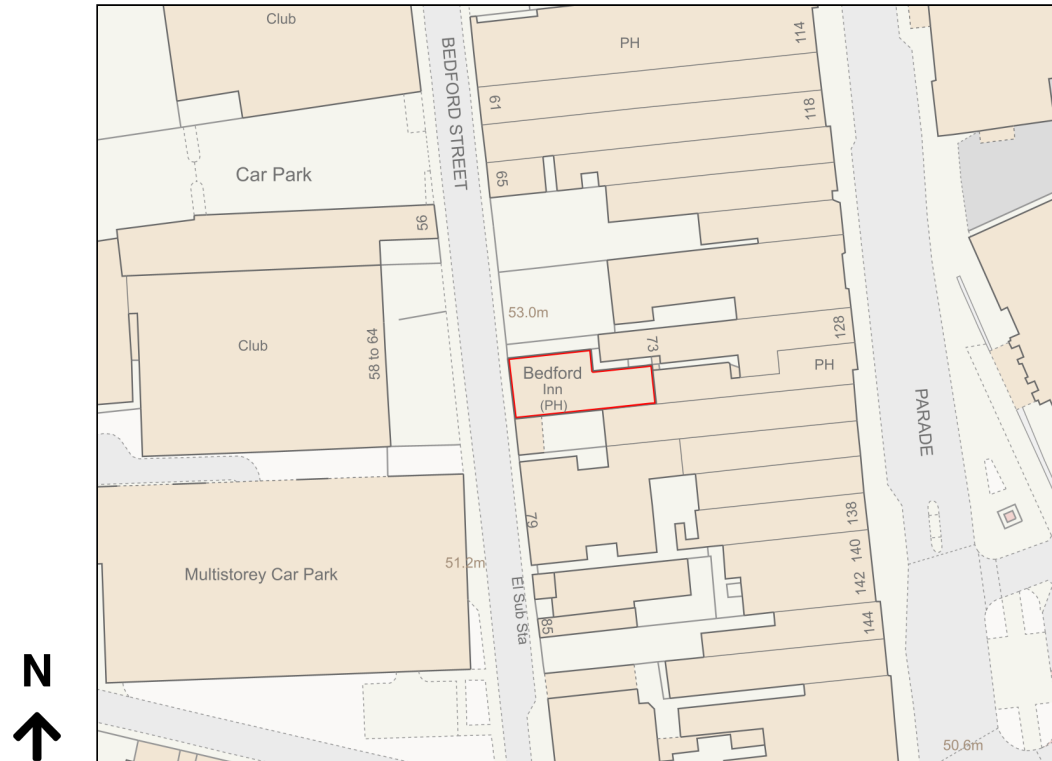 Club
PH
114
BEDFORD STREET
61
118
Car Park
65
56
53.0m
Club
58 to 64
73
128
Bedford
Inn
(PH)
PH
PARADE
79
138
51.2m
140
Multistorey Car Park
142
El Sub Sta
85
144
50.6m
N